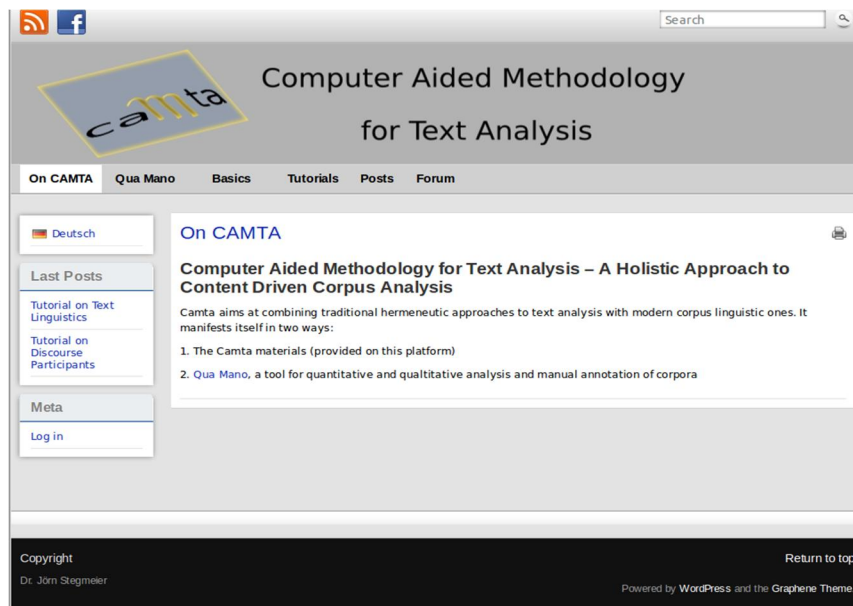 Search
camta
Computer Aided Methodology
for Text Analysis
On CAMTA Qua Mano Basics Tutorials Posts Forum
Deutsch
Last Posts
Tutorial on Text
Linguistics
Tutorial on
Discourse
Participants
Meta
Log in
On CAMTA
Computer Aided Methodology for Text Analysis – A Holistic Approach to
Content Driven Corpus Analysis
Camta aims at combining traditional hermeneutic approaches to text analysis with modern corpus linguistic ones. It
manifests itself in two ways:
1. The Camta materials (provided on this platform)
2. Qua Mano, a tool for quantitative and qualtitative analysis and manual annotation of corpora
Copyright
Return to top
Dr. Jörn Stegmeier
Powered by WordPress and the Graphene Theme